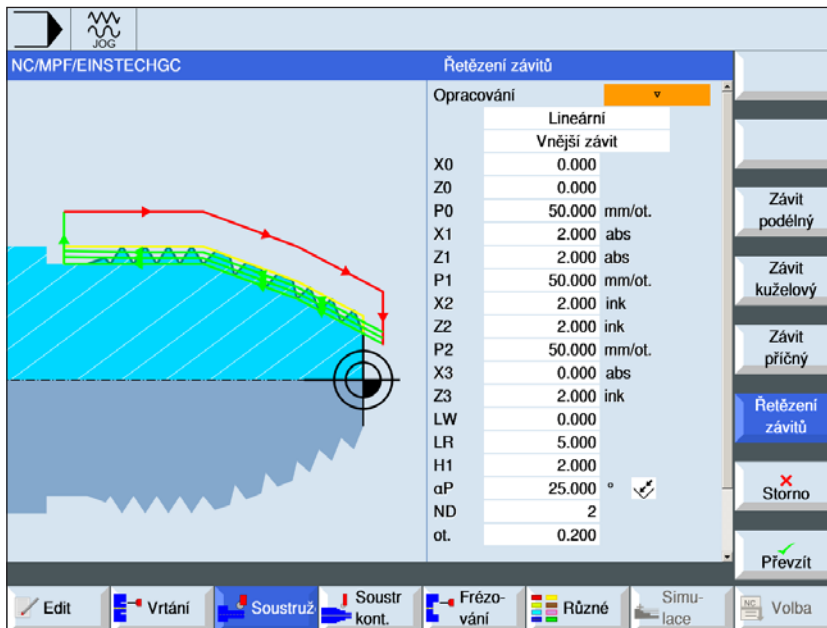 JOG
NC/MPF/EINSTECHGC
Řetězení závitů
Opracování ▿
Lineární
Vnější závit
X0 0.000
Z0 0.000
P0 50.000 mm/ot.
X1 2.000 abs
Z1 2.000 abs
P1 50.000 mm/ot.
X2 2.000 ink
Z2 2.000 ink
P2 50.000 mm/ot.
X3 0.000 abs
Z3 2.000 ink
LW 0.000
LR 5.000
H1 2.000
αP 25.000 °
ND 2
ot. 0.200
Závit
podélný
Závit
kuželový
Závit
příčný
Řetězení
závitů
Storno
Převzít
Edit
Vrtání
Soustruž
Soustr
kont.
Frézo-
vání
Různé
Simu-
lace
NC
Volba